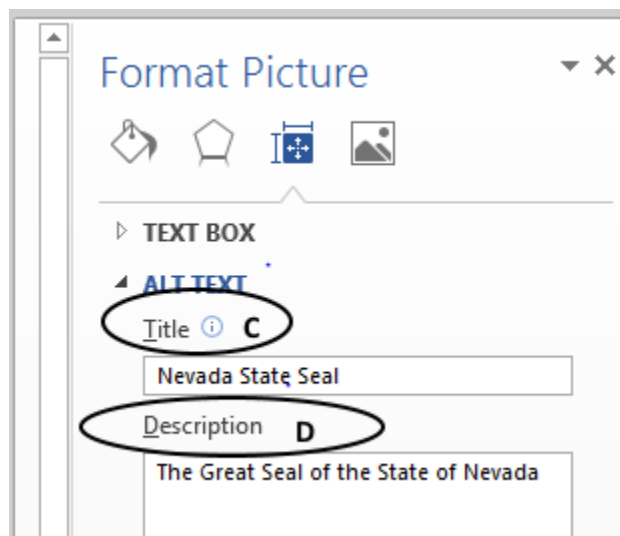 Format Picture
TEXT BOX
ALT TEXT
Title C
Nevada State Seal
Description D
The Great Seal of the State of Nevada